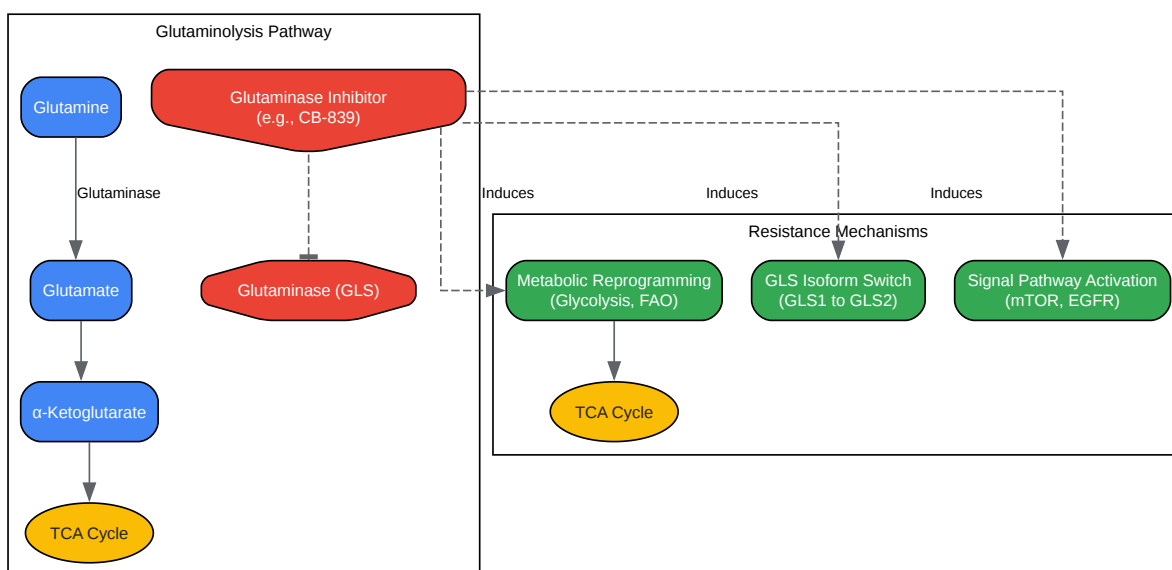 Glutaminolysis Pathway
Glutamine
Glutaminase Inhibitor
(e.g., CB-839)
Glutaminase
Induces
Induces
Induces
Resistance Mechanisms
Glutamate
Glutaminase (GLS)
Metabolic Reprogramming
(Glycolysis, FAO)
GLS Isoform Switch
(GLS1 to GLS2)
Signal Pathway Activation
(mTOR, EGFR)
α-Ketoglutarate
TCA Cycle
TCA Cycle